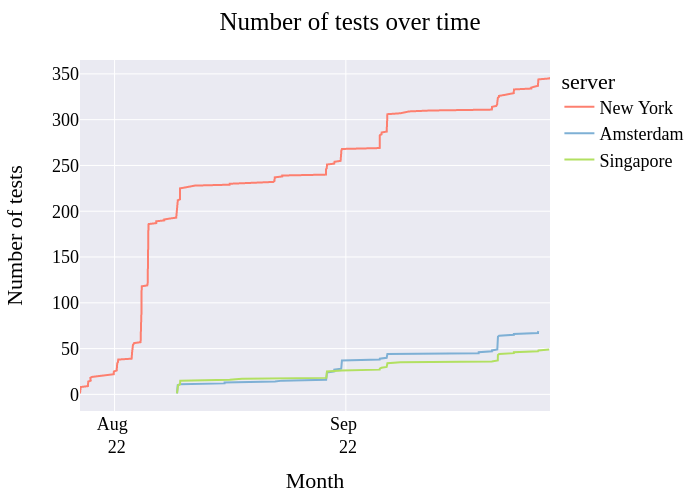 Number of tests over time
Number of tests
350
300
250
200
150
100
50
0
Aug
22
Sep
22
Month
server
New York
Amsterdam
Singapore